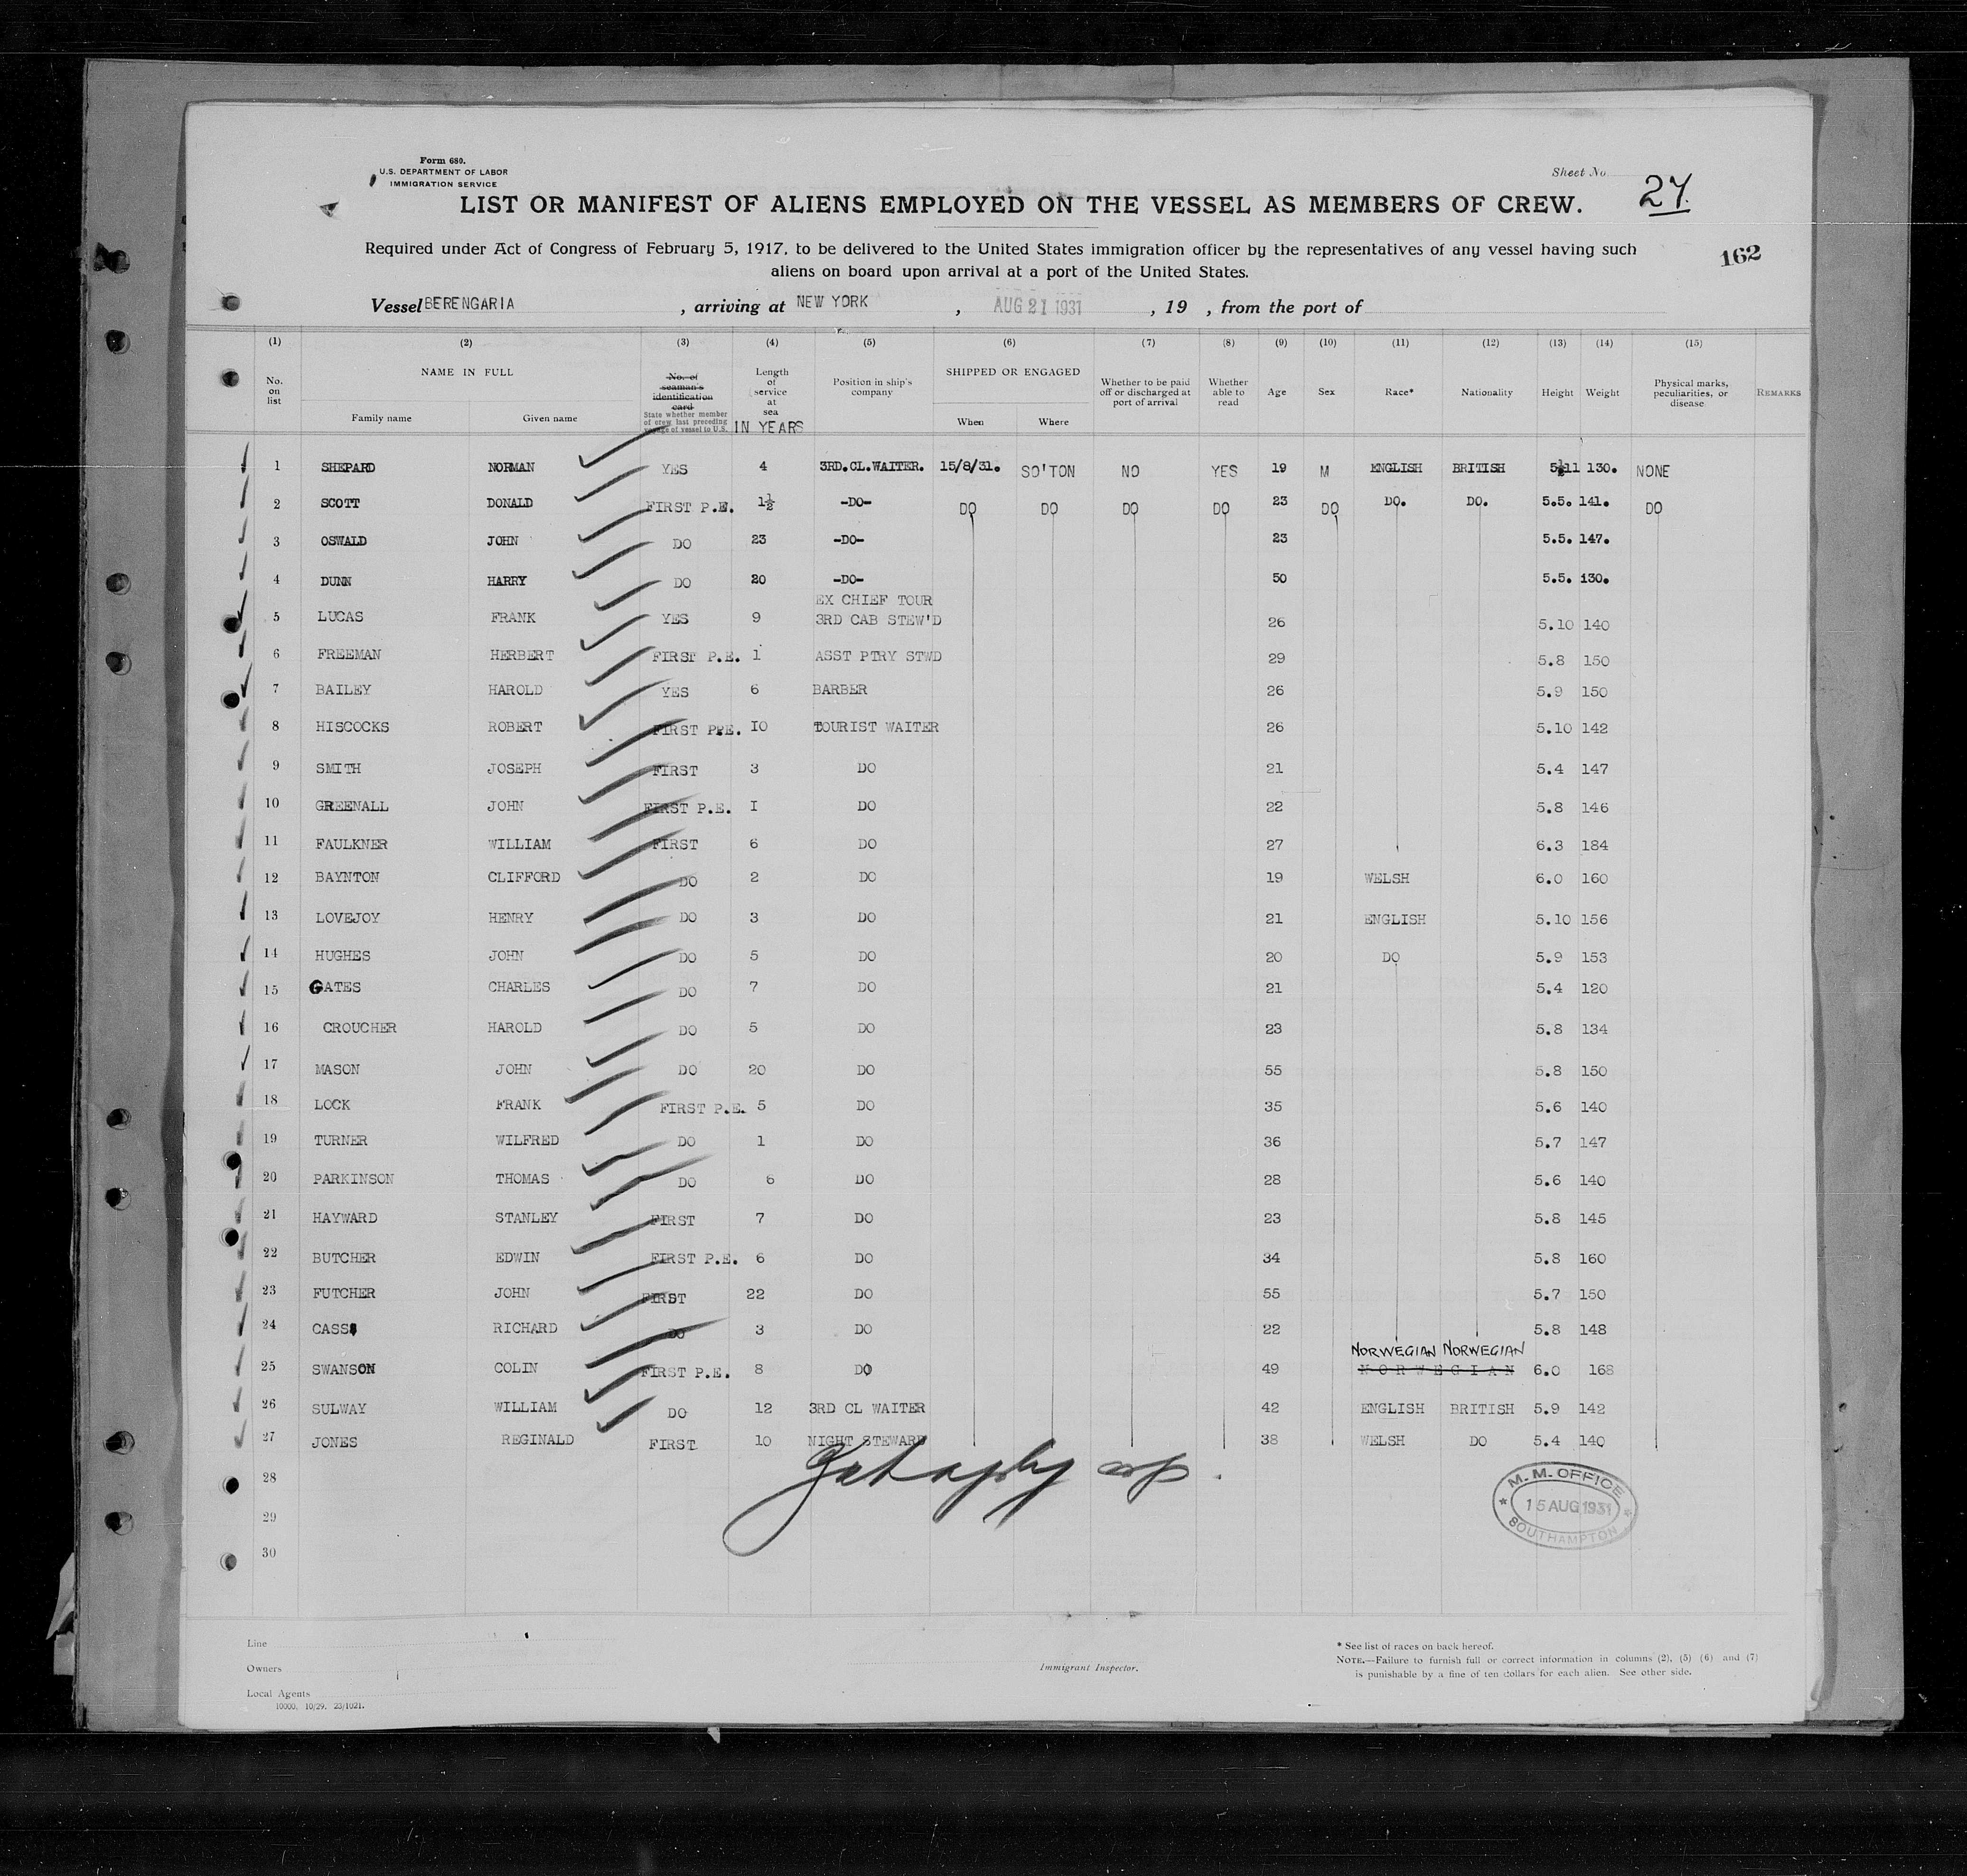 Form 680.
U.S. DEPARTMENT OF LABOR
IMMIGRATION SERVICE
Sheet No 27.
LIST OR MANIFEST OF ALIENS EMPLOYED ON THE VESSEL AS MEMBERS OF CREW.
Required under Act of Congress of February 5, 1917, to be delivered to the United States immigration officer by the representatives of any vessel having such
aliens on board upon arrival at a port of the United States.
162
Vessel BERENGARIA , arriving at NEW YORK , AUG 21 1931 , 19 , from the port of
(1) (2) (3) (4) (5) (6) (7) (8) (9) (10) (11) (12) (13) (14) (15)
No. on list NAME IN FULL Family name Given name No. of seaman's identification card State whether member of crew last preceding voyage of vessel to U.S. Length of service at sea IN YEARS Position in ship's company SHIPPED OR ENGAGED When Where Whether to be paid off or discharged at port of arrival Whether able to read Age Sex Race* Nationality Height Weight Physical marks, peculiarities, or disease REMARKS
1 SHEPARD NORMAN YES 4 3RD.CL.WAITER. 15/8/31. SO'TON NO YES 19 M ENGLISH BRITISH 5½11 130. NONE
2 SCOTT DONALD FIRST P.E. 1½ -DO- DO DO DO DO 23 DO DO. DO. 5.5. 141. DO
3 OSWALD JOHN DO 23 -DO- 23 5.5. 147.
4 DUNN HARRY DO 20 -DO- 50 5.5. 130.
EX CHIEF TOUR
5 LUCAS FRANK YES 9 3RD CAB STEW'D 26 5.10 140
6 FREEMAN HERBERT FIRST P.E. 1 ASST PTRY STWD 29 5.8 150
7 BAILEY HAROLD YES 6 BARBER 26 5.9 150
8 HISCOCKS ROBERT FIRST P.E. IO TOURIST WAITER 26 5.10 142
9 SMITH JOSEPH FIRST 3 DO 21 5.4 147
10 GREENALL JOHN FIRST P.E. I DO 22 5.8 146
11 FAULKNER WILLIAM FIRST 6 DO 27 6.3 184
12 BAYNTON CLIFFORD DO 2 DO 19 WELSH 6.0 160
13 LOVEJOY HENRY DO 3 DO 21 ENGLISH 5.10 156
14 HUGHES JOHN DO 5 DO 20 DO 5.9 153
15 GATES CHARLES DO 7 DO 21 5.4 120
16 CROUCHER HAROLD DO 5 DO 23 5.8 134
17 MASON JOHN DO 20 DO 55 5.8 150
18 LOCK FRANK FIRST P.E. 5 DO 35 5.6 140
19 TURNER WILFRED DO 1 DO 36 5.7 147
20 PARKINSON THOMAS DO 6 DO 28 5.6 140
21 HAYWARD STANLEY FIRST 7 DO 23 5.8 145
22 BUTCHER EDWIN FIRST P.E. 6 DO 34 5.8 160
23 FUTCHER JOHN FIRST 22 DO 55 5.7 150
24 CASS RICHARD DO 3 DO 22 5.8 148
NORWEGIAN NORWEGIAN
25 SWANSON COLIN FIRST P.E. 8 DO 49 NORWEGIAN 6.0 168
26 SULWAY WILLIAM DO 12 3RD CL WAITER 42 ENGLISH BRITISH 5.9 142
27 JONES REGINALD FIRST 10 NIGHT STEWARD 38 WELSH DO 5.4 140
28
29
30
M.M. OFFICE
15 AUG 1931
SOUTHAMPTON
Line
Owners
Local Agents
10000, 10/29. 23/1021.
Immigrant Inspector.
* See list of races on back hereof.
NOTE.—Failure to furnish full or correct information in columns (2), (5) (6) and (7)
is punishable by a fine of ten dollars for each alien. See other side.